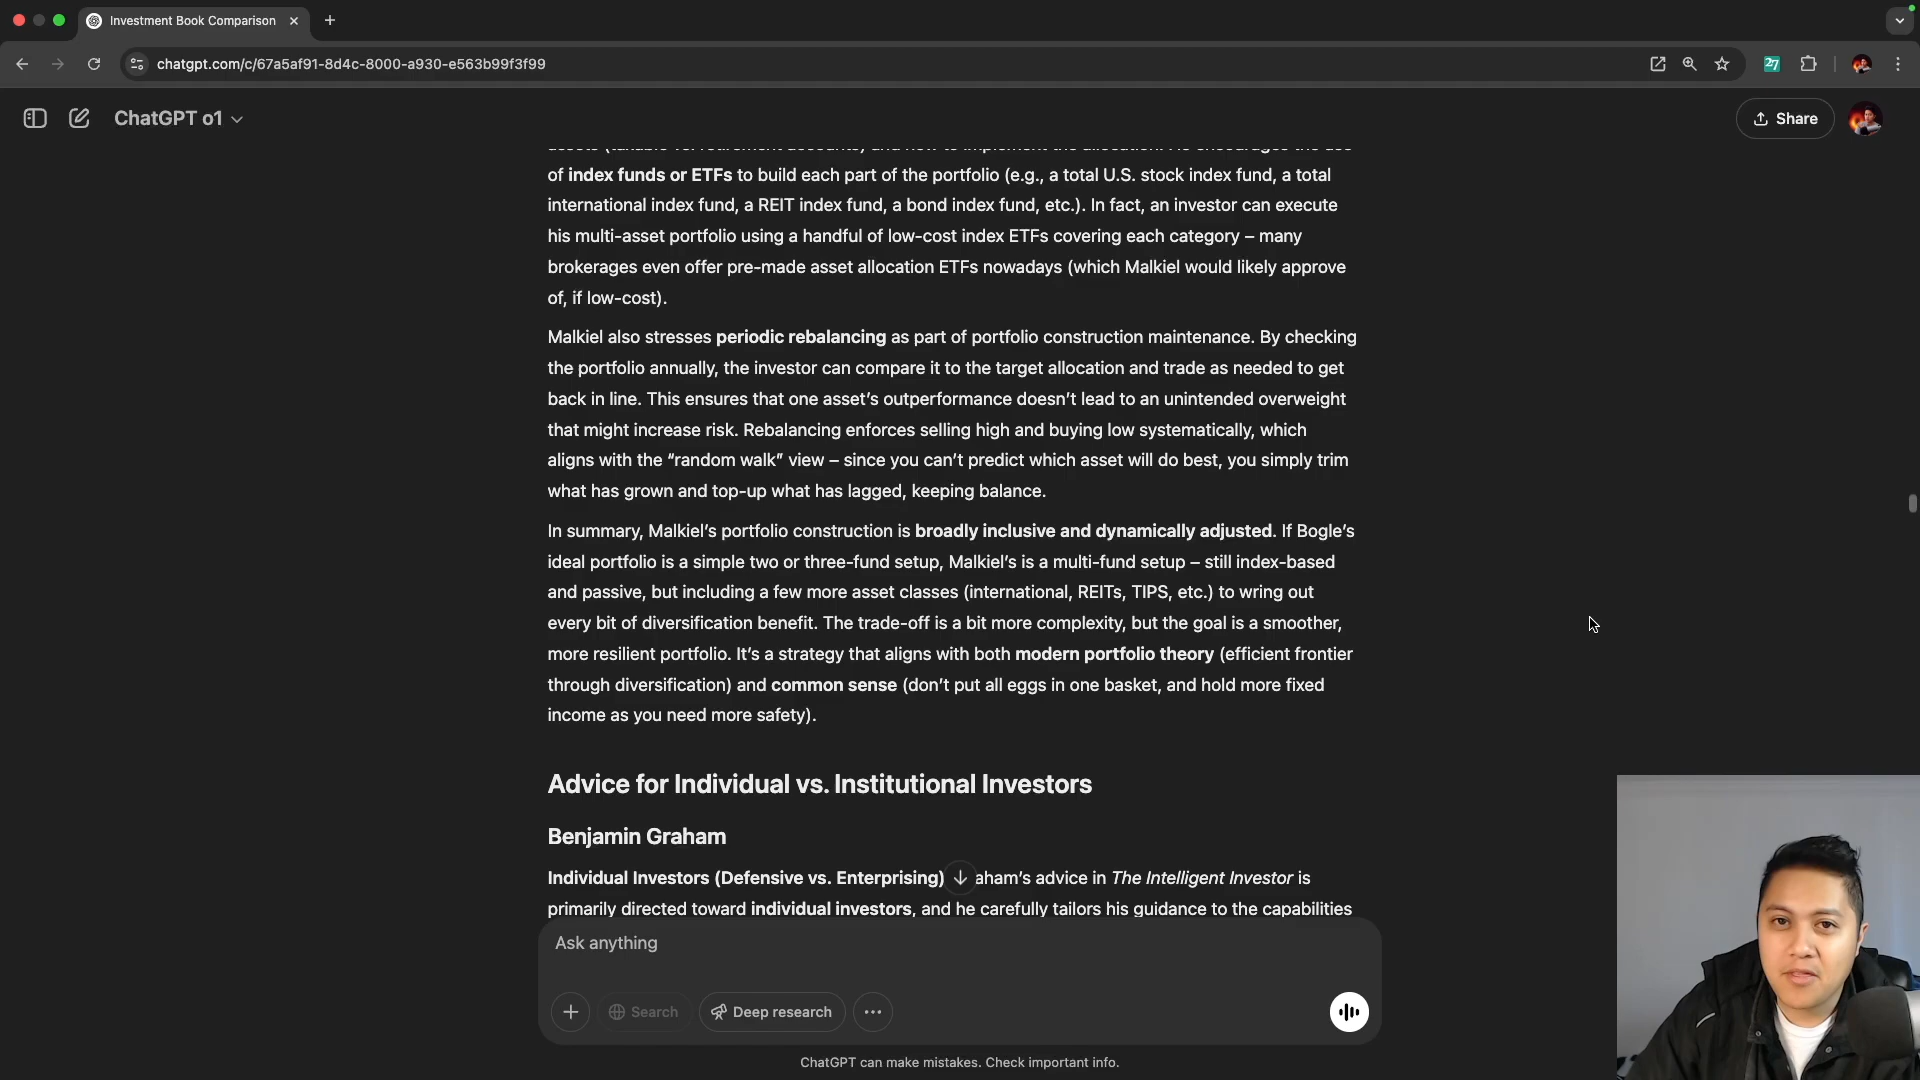 Investment Book Comparison
chatgpt.com/c/67a5af91-8d4c-8000-a930-e563b99f3f99
27
ChatGPT o1
Share
assets (taxable vs. retirement accounts) and how to implement the allocation. He encourages the use
of index funds or ETFs to build each part of the portfolio (e.g., a total U.S. stock index fund, a total
international index fund, a REIT index fund, a bond index fund, etc.). In fact, an investor can execute
his multi-asset portfolio using a handful of low-cost index ETFs covering each category – many
brokerages even offer pre-made asset allocation ETFs nowadays (which Malkiel would likely approve
of, if low-cost).
Malkiel also stresses periodic rebalancing as part of portfolio construction maintenance. By checking
the portfolio annually, the investor can compare it to the target allocation and trade as needed to get
back in line. This ensures that one asset’s outperformance doesn’t lead to an unintended overweight
that might increase risk. Rebalancing enforces selling high and buying low systematically, which
aligns with the “random walk” view – since you can’t predict which asset will do best, you simply trim
what has grown and top-up what has lagged, keeping balance.
In summary, Malkiel’s portfolio construction is broadly inclusive and dynamically adjusted. If Bogle’s
ideal portfolio is a simple two or three-fund setup, Malkiel’s is a multi-fund setup – still index-based
and passive, but including a few more asset classes (international, REITs, TIPS, etc.) to wring out
every bit of diversification benefit. The trade-off is a bit more complexity, but the goal is a smoother,
more resilient portfolio. It’s a strategy that aligns with both modern portfolio theory (efficient frontier
through diversification) and common sense (don’t put all eggs in one basket, and hold more fixed
income as you need more safety).
Advice for Individual vs. Institutional Investors
Benjamin Graham
Individual Investors (Defensive vs. Enterprising) aham’s advice in The Intelligent Investor is
primarily directed toward individual investors, and he carefully tailors his guidance to the capabilities
Ask anything
Search
Deep research
ChatGPT can make mistakes. Check important info.